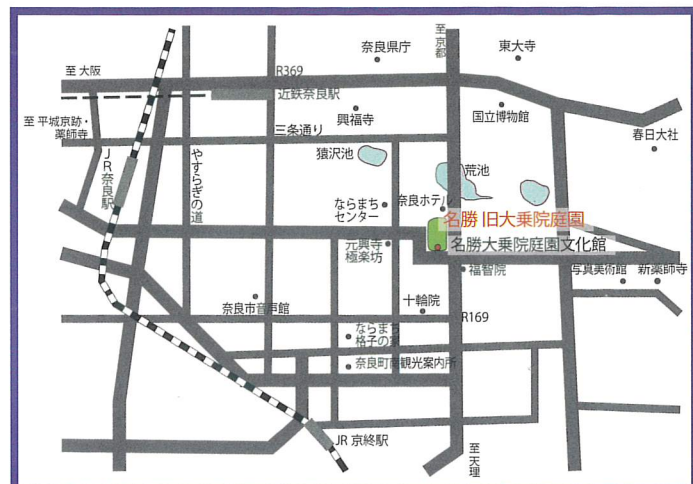 至 京都
奈良県庁
東大寺
至 大阪
R369
近鉄奈良駅
国立博物館
至 平城京跡・
薬師寺
興福寺
三条通り
春日大社
猿沢池
荒池
JR奈良駅
やすらぎの道
ならまち
センター
奈良ホテル
名勝 旧大乗院庭園
名勝大乗院庭園文化館
元興寺
極楽坊
福智院
写真美術館
新薬師寺
奈良市音声館
十輪院
R169
ならまち
格子の家
奈良町南観光案内所
JR 京終駅
至 天理